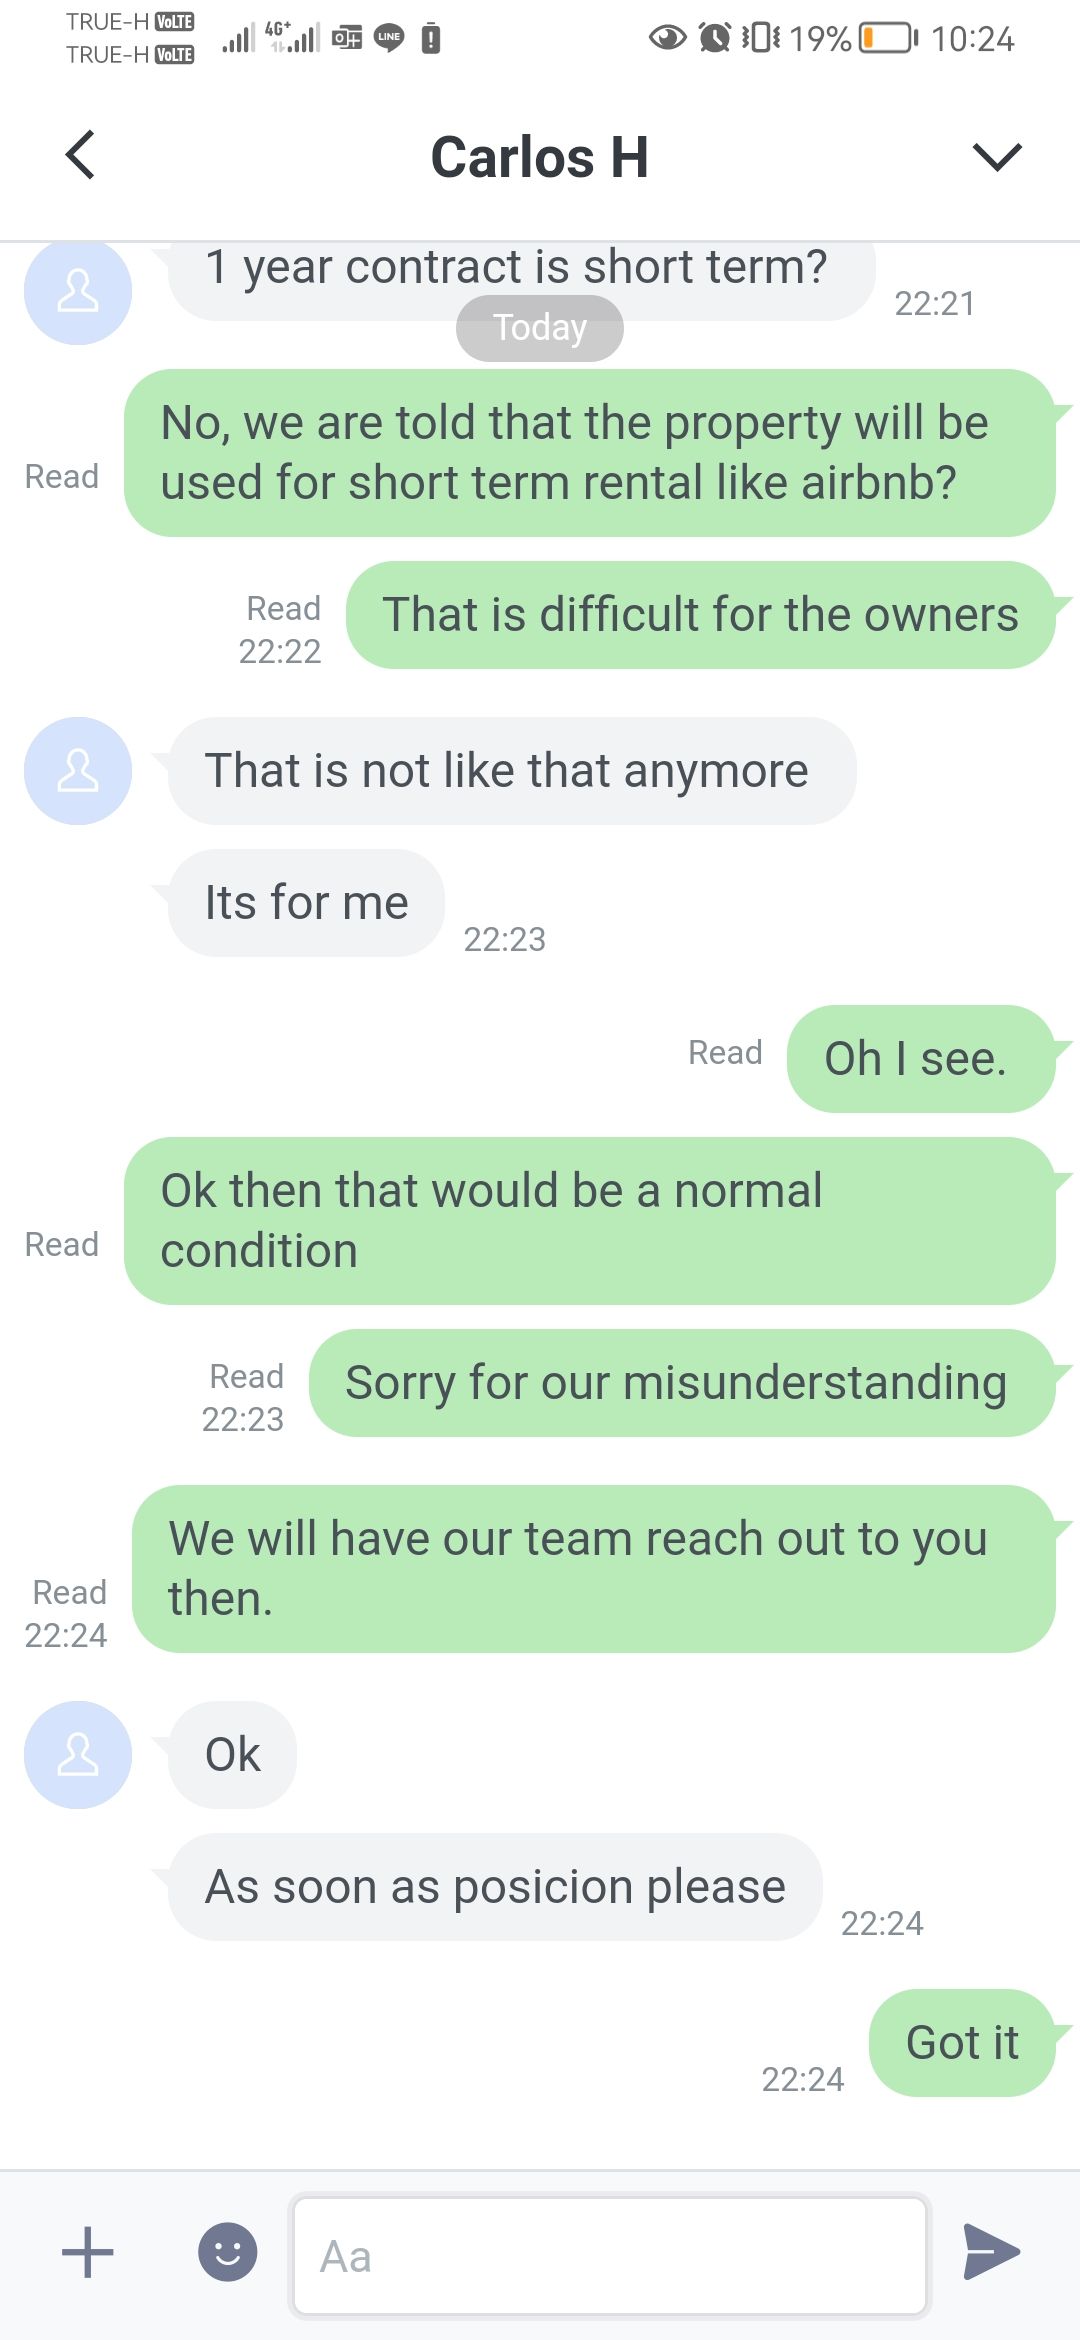 TRUE-H VoLTE
TRUE-H VoLTE
4G+
LINE
19%
10:24
Carlos H
1 year contract is short term?
22:21
Today
No, we are told that the property will be
used for short term rental like airbnb?
Read
That is difficult for the owners
Read
22:22
That is not like that anymore
Its for me
22:23
Oh I see.
Read
Ok then that would be a normal
condition
Read
Sorry for our misunderstanding
Read
22:23
We will have our team reach out to you
then.
Read
22:24
Ok
As soon as posicion please
22:24
Got it
22:24
Aa